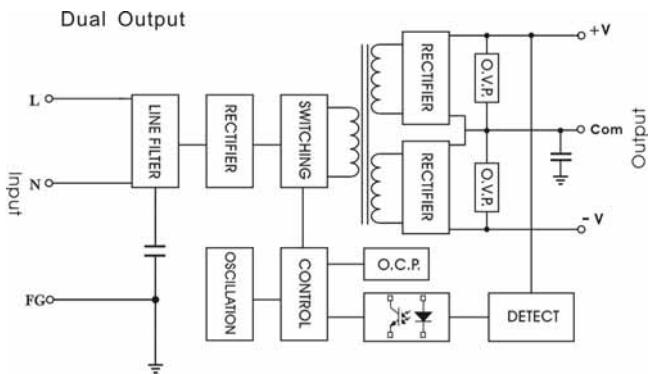 Dual Output
L
N
FG
Input
LINE FILTER
RECTIFIER
SWITCHING
RECTIFIER
RECTIFIER
O.V.P.
O.V.P.
+V
Com
-V
Output
OSCILLATION
CONTROL
O.C.P.
DETECT